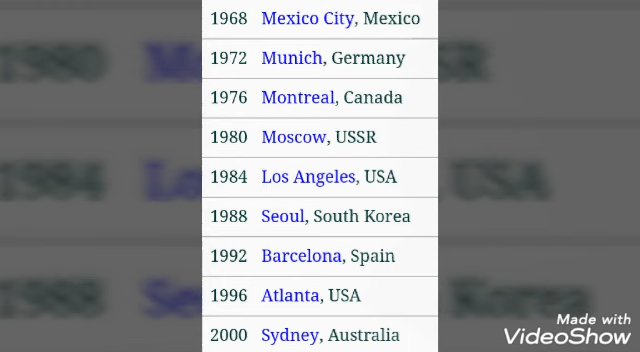 1968 Mexico City, Mexico
1972 Munich, Germany
1976 Montreal, Canada
1980 Moscow, USSR
1984 Los Angeles, USA
1988 Seoul, South Korea
1992 Barcelona, Spain
1996 Atlanta, USA
2000 Sydney, Australia
Made with
VideoShow